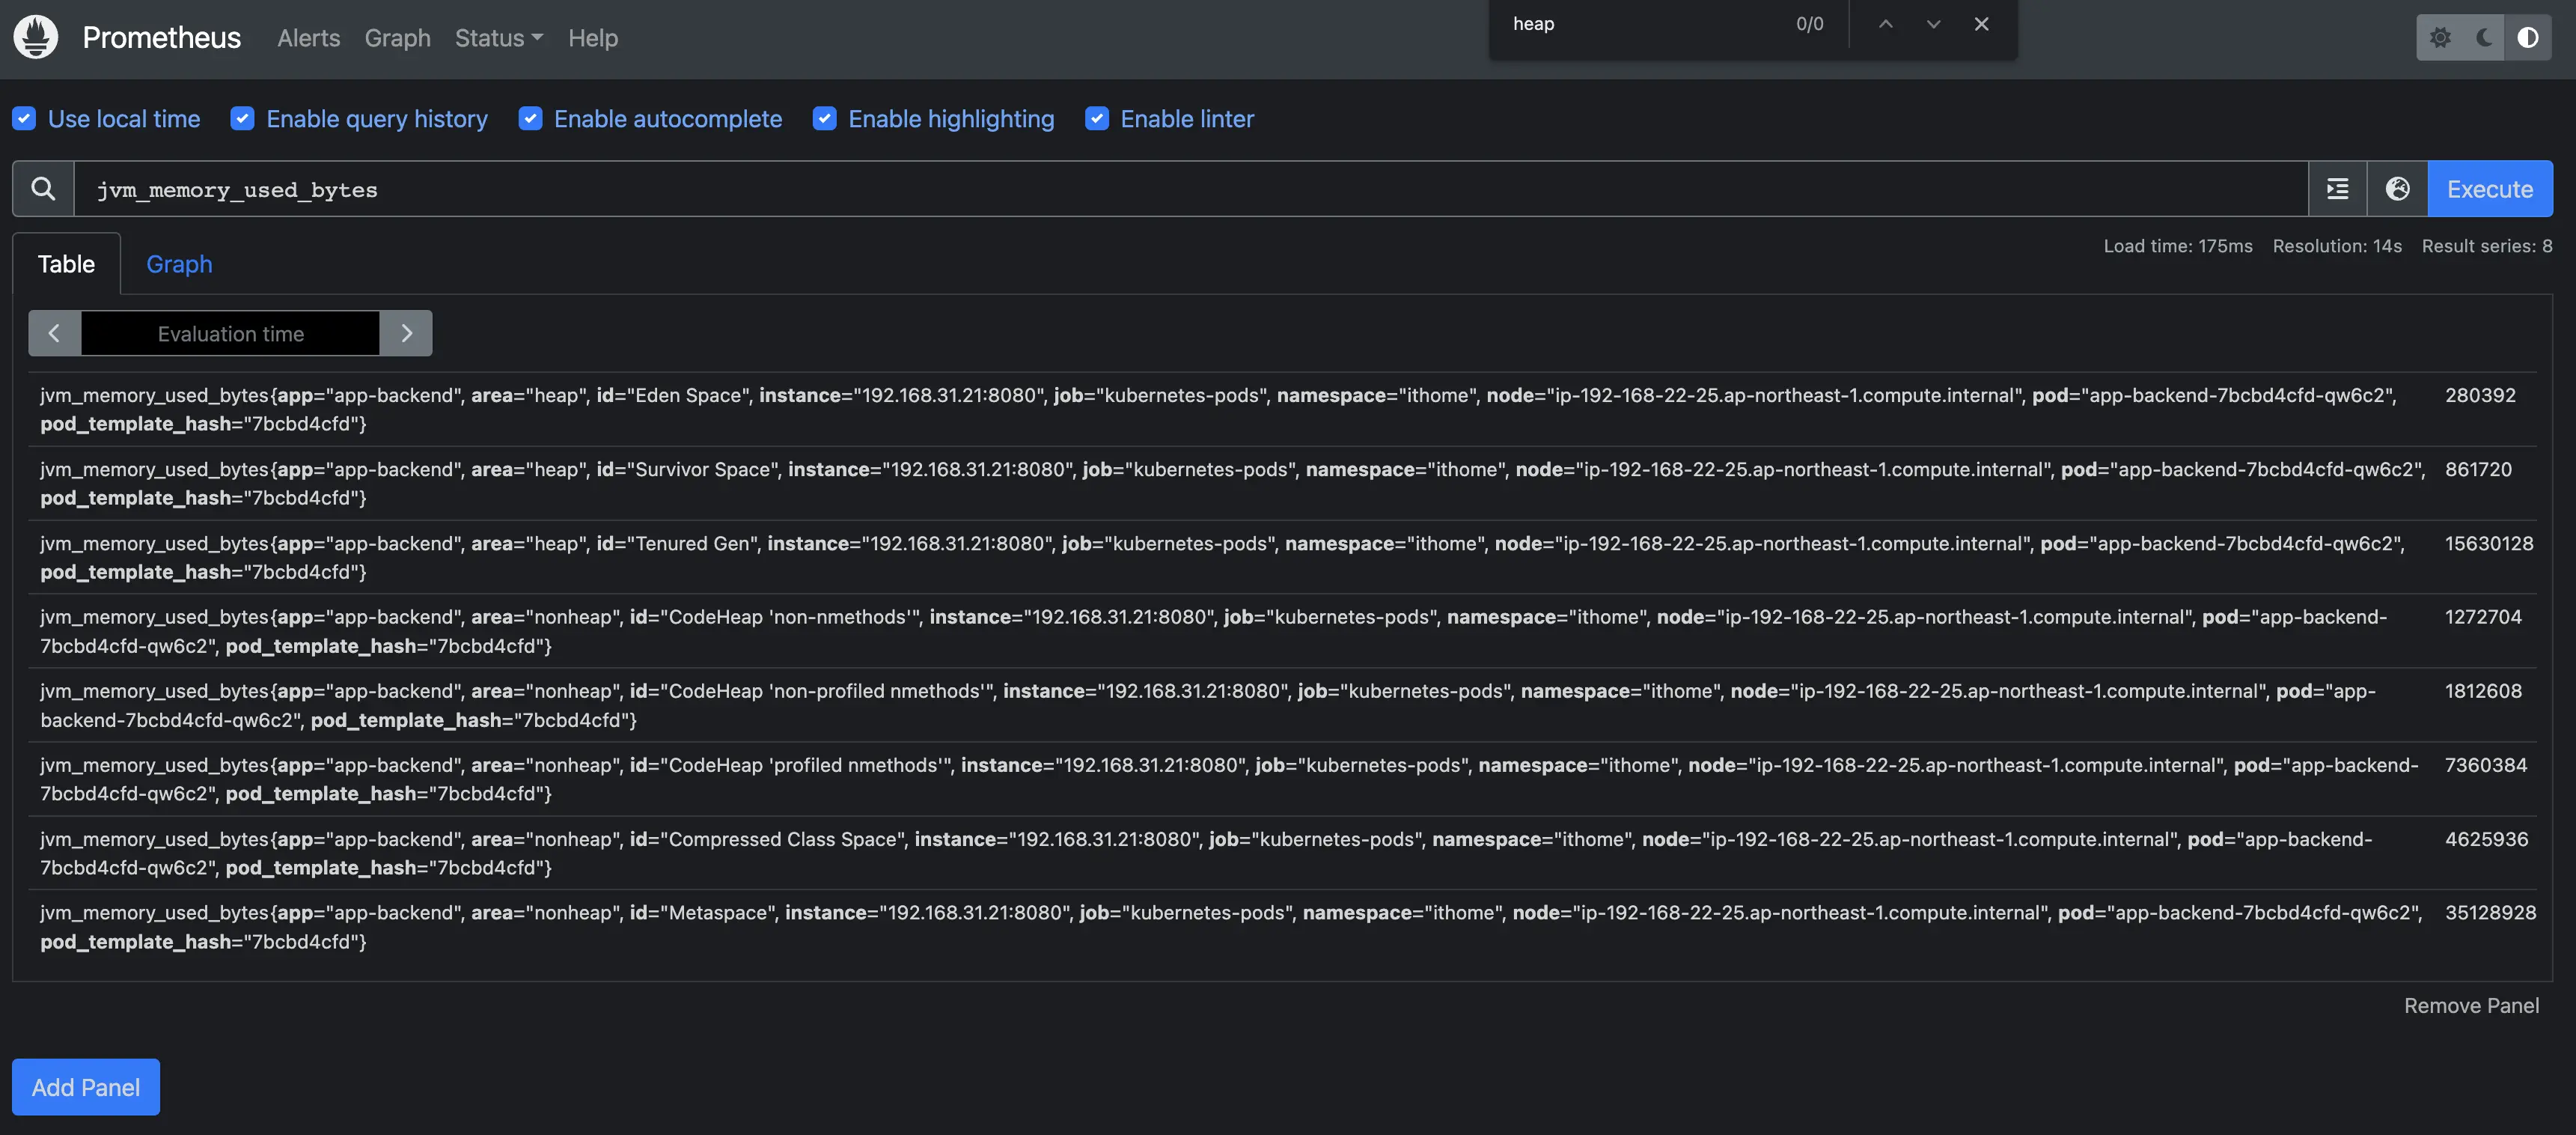 Prometheus Alerts Graph Status Help
heap 0/0
Use local time Enable query history Enable autocomplete Enable highlighting Enable linter
jvm_memory_used_bytes
Execute
Table Graph
Load time: 175ms Resolution: 14s Result series: 8
Evaluation time
jvm_memory_used_bytes{app="app-backend", area="heap", id="Eden Space", instance="192.168.31.21:8080", job="kubernetes-pods", namespace="ithome", node="ip-192-168-22-25.ap-northeast-1.compute.internal", pod="app-backend-7bcbd4cfd-qw6c2", 280392
pod_template_hash="7bcbd4cfd"}
jvm_memory_used_bytes{app="app-backend", area="heap", id="Survivor Space", instance="192.168.31.21:8080", job="kubernetes-pods", namespace="ithome", node="ip-192-168-22-25.ap-northeast-1.compute.internal", pod="app-backend-7bcbd4cfd-qw6c2", 861720
pod_template_hash="7bcbd4cfd"}
jvm_memory_used_bytes{app="app-backend", area="heap", id="Tenured Gen", instance="192.168.31.21:8080", job="kubernetes-pods", namespace="ithome", node="ip-192-168-22-25.ap-northeast-1.compute.internal", pod="app-backend-7bcbd4cfd-qw6c2", 15630128
pod_template_hash="7bcbd4cfd"}
jvm_memory_used_bytes{app="app-backend", area="nonheap", id="CodeHeap 'non-nmethods'", instance="192.168.31.21:8080", job="kubernetes-pods", namespace="ithome", node="ip-192-168-22-25.ap-northeast-1.compute.internal", pod="app-backend- 1272704
7bcbd4cfd-qw6c2", pod_template_hash="7bcbd4cfd"}
jvm_memory_used_bytes{app="app-backend", area="nonheap", id="CodeHeap 'non-profiled nmethods'", instance="192.168.31.21:8080", job="kubernetes-pods", namespace="ithome", node="ip-192-168-22-25.ap-northeast-1.compute.internal", pod="app- 1812608
backend-7bcbd4cfd-qw6c2", pod_template_hash="7bcbd4cfd"}
jvm_memory_used_bytes{app="app-backend", area="nonheap", id="CodeHeap 'profiled nmethods'", instance="192.168.31.21:8080", job="kubernetes-pods", namespace="ithome", node="ip-192-168-22-25.ap-northeast-1.compute.internal", pod="app-backend- 7360384
7bcbd4cfd-qw6c2", pod_template_hash="7bcbd4cfd"}
jvm_memory_used_bytes{app="app-backend", area="nonheap", id="Compressed Class Space", instance="192.168.31.21:8080", job="kubernetes-pods", namespace="ithome", node="ip-192-168-22-25.ap-northeast-1.compute.internal", pod="app-backend- 4625936
7bcbd4cfd-qw6c2", pod_template_hash="7bcbd4cfd"}
jvm_memory_used_bytes{app="app-backend", area="nonheap", id="Metaspace", instance="192.168.31.21:8080", job="kubernetes-pods", namespace="ithome", node="ip-192-168-22-25.ap-northeast-1.compute.internal", pod="app-backend-7bcbd4cfd-qw6c2", 35128928
pod_template_hash="7bcbd4cfd"}
Remove Panel
Add Panel